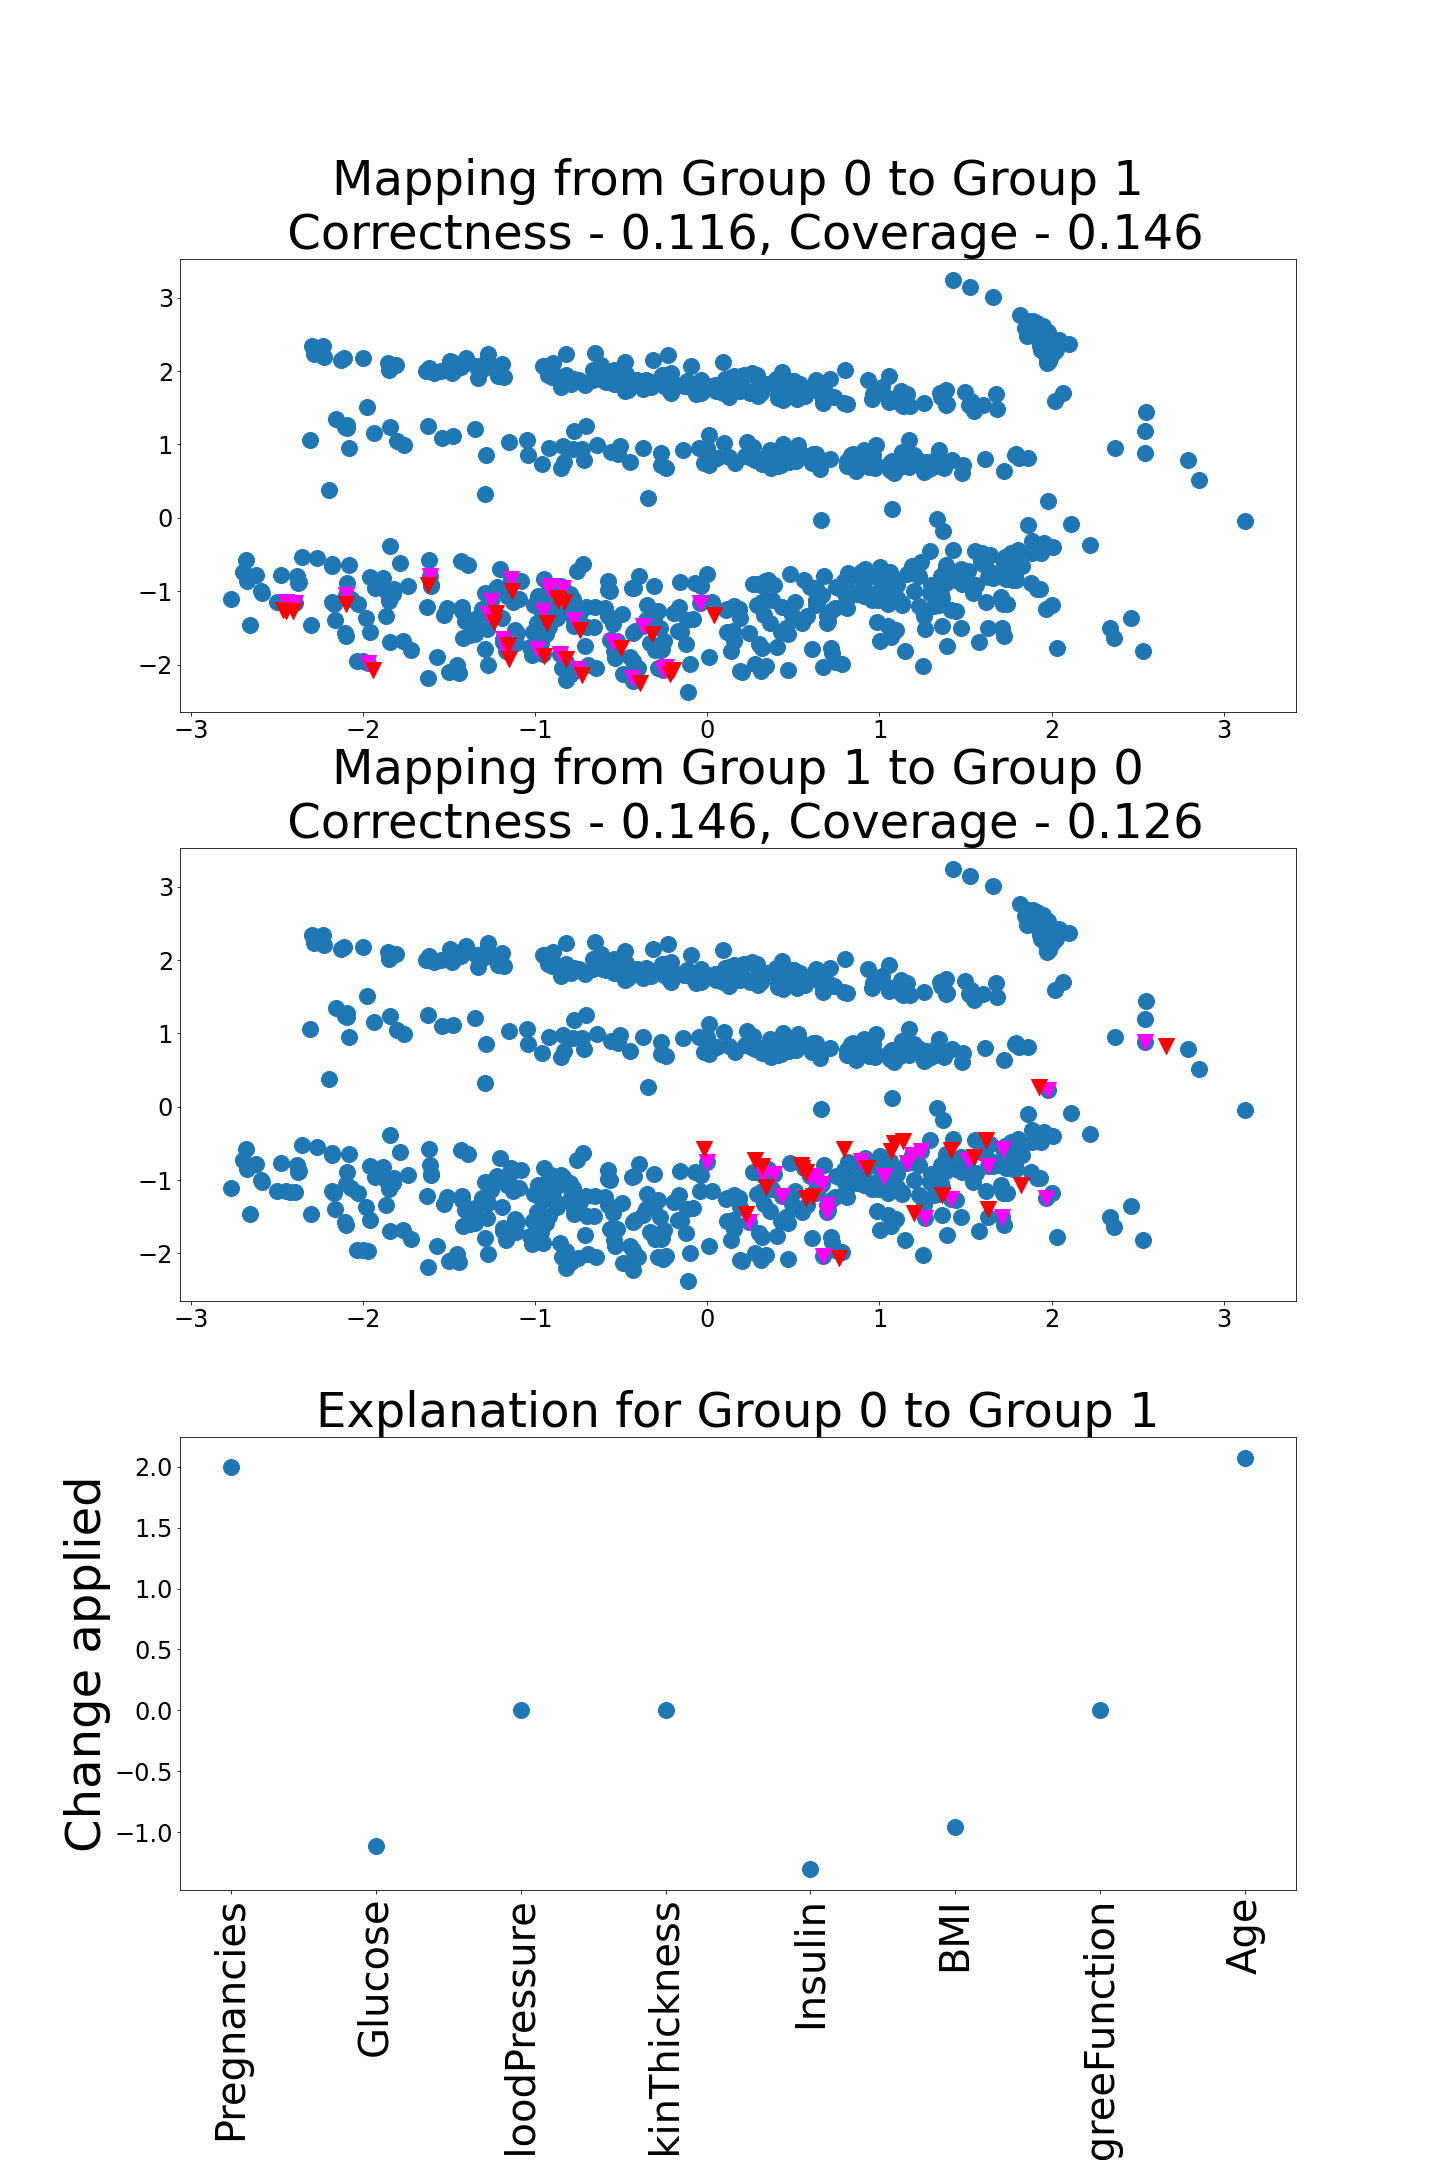 Mapping from Group 0 to Group 1
Correctness - 0.116, Coverage - 0.146
3
2
1
0
−1
−2
−3 −2 −1 0 1 2 3
Mapping from Group 1 to Group 0
Correctness - 0.146, Coverage - 0.126
3
2
1
0
−1
−2
−3 −2 −1 0 1 2 3
Explanation for Group 0 to Group 1
Change applied
2.0
1.5
1.0
0.5
0.0
−0.5
−1.0
Pregnancies
Glucose
loodPressure
kinThickness
Insulin
BMI
greeFunction
Age